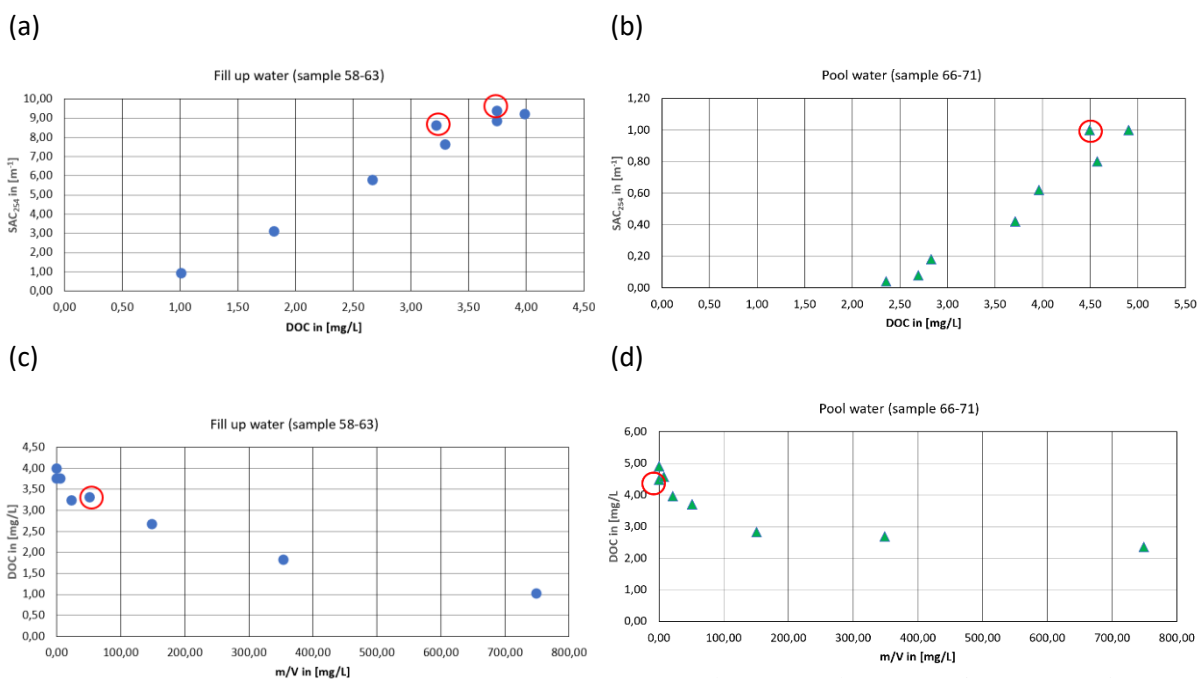 (a)
Fill up water (sample 58-63)
SAC254 in [m⁻¹]
10,00
9,00
8,00
7,00
6,00
5,00
4,00
3,00
2,00
1,00
0,00
0,00 0,50 1,00 1,50 2,00 2,50 3,00 3,50 4,00 4,50
DOC in [mg/L]
(b)
Pool water (sample 66-71)
SAC254 in [m⁻¹]
1,20
1,00
0,80
0,60
0,40
0,20
0,00
0,00 0,50 1,00 1,50 2,00 2,50 3,00 3,50 4,00 4,50 5,00 5,50
DOC in [mg/L]
(c)
Fill up water (sample 58-63)
DOC in [mg/L]
4,50
4,00
3,50
3,00
2,50
2,00
1,50
1,00
0,50
0,00
0,00 100,00 200,00 300,00 400,00 500,00 600,00 700,00 800,00
m/V in [mg/L]
(d)
Pool water (sample 66-71)
DOC in [mg/L
6,00
5,00
4,00
3,00
2,00
1,00
0,00
0,00 100,00 200,00 300,00 400,00 500,00 600,00 700,00 800,00
m/V in [mg/L]